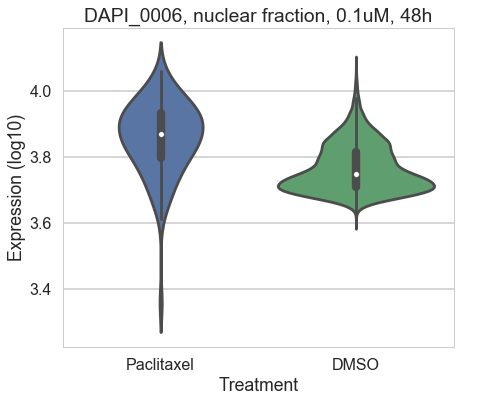 DAPI_0006, nuclear fraction, 0.1uM, 48h
Expression (log10)
4.0
3.8
3.6
3.4
Paclitaxel DMSO
Treatment